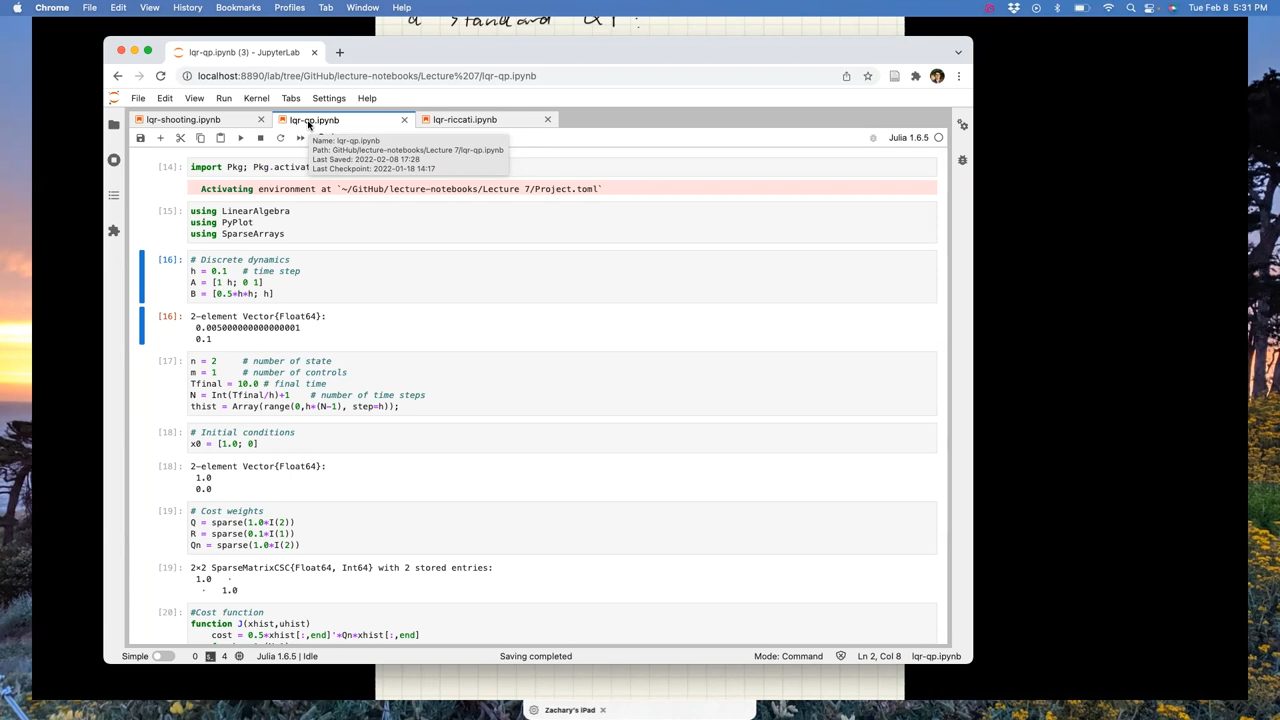 Chrome File Edit View History Bookmarks Profiles Tab Window Help
Tue Feb 8 5:31 PM
a standard QP :
lqr-qp.ipynb (3) - JupyterLab
localhost:8890/lab/tree/GitHub/lecture-notebooks/Lecture%207/lqr-qp.ipynb
File Edit View Run Kernel Tabs Settings Help
lqr-shooting.ipynb lqr-qp.ipynb lqr-riccati.ipynb
Julia 1.6.5
Name: lqr-qp.ipynb
Path: GitHub/lecture-notebooks/Lecture 7/lqr-qp.ipynb
Last Saved: 2022-02-08 17:28
Last Checkpoint: 2022-01-18 14:17
[14]: import Pkg; Pkg.activat
Activating environment at `~/GitHub/lecture-notebooks/Lecture 7/Project.toml`
[15]: using LinearAlgebra
using PyPlot
using SparseArrays
[16]: # Discrete dynamics
h = 0.1 # time step
A = [1 h; 0 1]
B = [0.5*h*h; h]
[16]: 2-element Vector{Float64}:
0.005000000000000001
0.1
[17]: n = 2 # number of state
m = 1 # number of controls
Tfinal = 10.0 # final time
N = Int(Tfinal/h)+1 # number of time steps
thist = Array(range(0,h*(N-1), step=h));
[18]: # Initial conditions
x0 = [1.0; 0]
[18]: 2-element Vector{Float64}:
1.0
0.0
[19]: # Cost weights
Q = sparse(1.0*I(2))
R = sparse(0.1*I(1))
Qn = sparse(1.0*I(2))
[19]: 2×2 SparseMatrixCSC{Float64, Int64} with 2 stored entries:
1.0 ⋅
⋅ 1.0
[20]: #Cost function
function J(xhist,uhist)
cost = 0.5*xhist[:,end]'*Qn*xhist[:,end]
Simple 0 4 Julia 1.6.5 | Idle Saving completed Mode: Command Ln 2, Col 8 lqr-qp.ipynb
Zachary's iPad